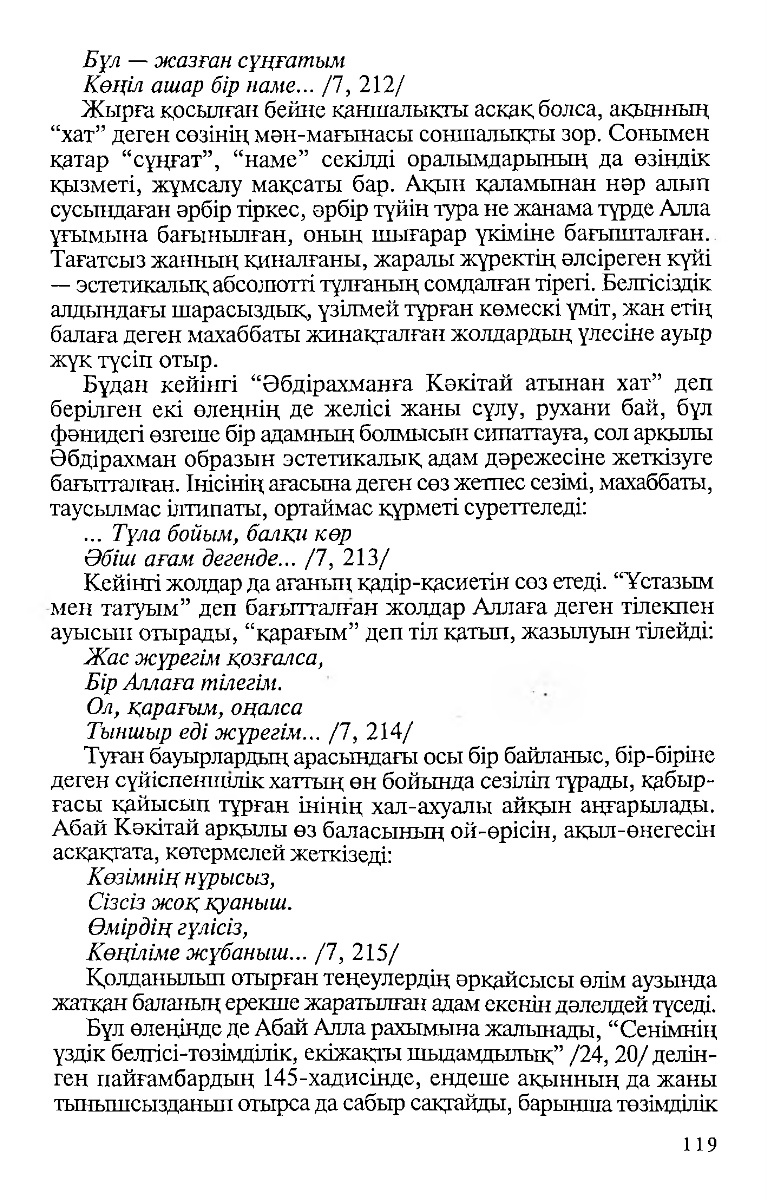 Бұл — жазған сұңғатым
Көңіл ашар бір наме... /7, 212/
Жырға қосылған бейне қаншалықты асқақ болса, ақынның
“хат” деген сөзінің мән-мағынасы соншалықты зор. Сонымен
қатар “сұңғат”, “наме” секілді оралымдарының да өзіндік
қызметі, жұмсалу мақсаты бар. Ақын қаламынан нәр алып
сусындаған әрбір тіркес, әрбір түйін тура не жанама түрде Алла
ұғымына бағынылған, оның шығарар үкіміне бағышталған.
Тағатсыз жанның қиналғаны, жаралы жүректің әлсіреген күйі
— эстетикалық абсолютті тұлғаның сомдалған тірегі. Белгісіздік
алдындағы шарасыздық, үзілмей тұрған көмескі үміт, жан етің
балаға деген махаббаты жинақталған жолдардың үлесіне ауыр
жүк түсіп отыр.
Бұдан кейінгі “Әбдірахманға Кәкітай атынан хат” деп
берілген екі өлеңнің де желісі жаны сұлу, рухани бай, бұл
фәнидегі өзгеше бір адамның болмысын сипаттауға, сол арқылы
Әбдірахман образын эстетикалық адам дәрежесіне жеткізуге
бағытталған. Інісінің ағасына деген сөз жетпес сезімі, махаббаты,
таусылмас ілтипаты, ортаймас құрметі суреттеледі:
... Тұла бойым, балқи көр
Әбіш ағам дегенде... /7, 213/
Кейінгі жолдар да ағаның қадір-қасиетін сөз етеді. “Ұстазым
мен татуым” деп бағытталған жолдар Аллаға деген тілекпен
ауысып отырады, “қарағым” деп тіл қатып, жазылуын тілейді:
Жас жүрегім қозғалса,
Бір Аллаға тілегім.
Ол, қарағым, оңалса
Тыншыр еді жүрегім... /7, 214/
Туған бауырлардың арасындағы осы бір байланыс, бір-біріне
деген сүйіспеншілік хаттың өн бойында сезіліп тұрады, қабыр-
ғасы қайысып тұрған інінің хал-ахуалы айқын аңғарылады.
Абай Кәкітай арқылы өз баласының ой-өрісін, ақыл-өнегесін
асқақтата, көтермелей жеткізеді:
Көзімнің нұрысыз,
Сізсіз жоқ қуаныш.
Өмірдің гүлісіз,
Көңіліме жұбаныш... /7, 215/
Қолданылып отырған теңеулердің әрқайсысы өлім аузында
жатқан баланың ерекше жаратылған адам екенін дәлелдей түседі.
Бұл өлеңінде де Абай Алла рахымына жалынады, “Сенімнің
үздік белгісі-төзімділік, екіжақты шыдамдылық” /24, 20/ делін-
ген пайғамбардың 145-хадисінде, ендеше ақынның да жаны
тынышсызданып отырса да сабыр сақтайды, барынша төзімділік
119